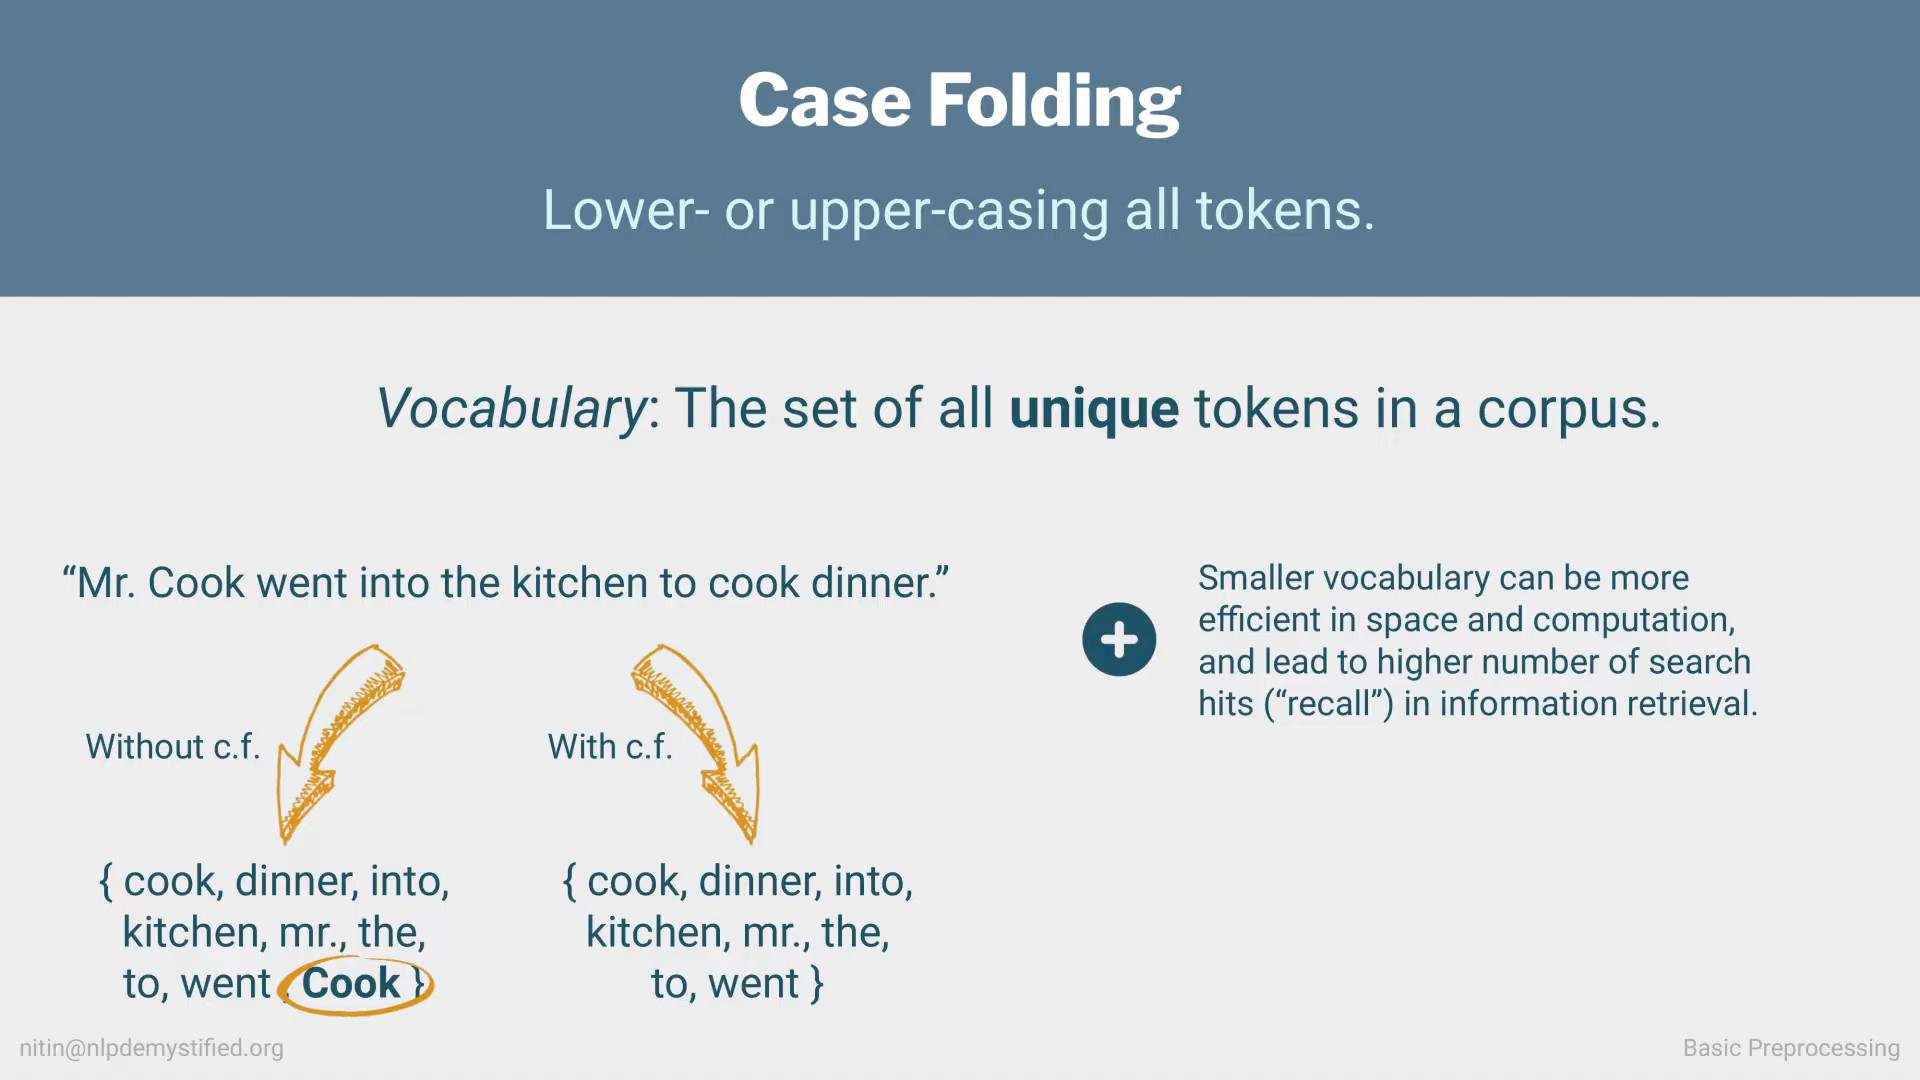 Case Folding
Lower- or upper-casing all tokens.
Vocabulary: The set of all unique tokens in a corpus.
“Mr. Cook went into the kitchen to cook dinner.”
Smaller vocabulary can be more
efficient in space and computation,
and lead to higher number of search
hits (“recall”) in information retrieval.
Without c.f.
With c.f.
{ cook, dinner, into,
kitchen, mr., the,
to, went , Cook }
{ cook, dinner, into,
kitchen, mr., the,
to, went }
nitin@nlpdemystified.org
Basic Preprocessing